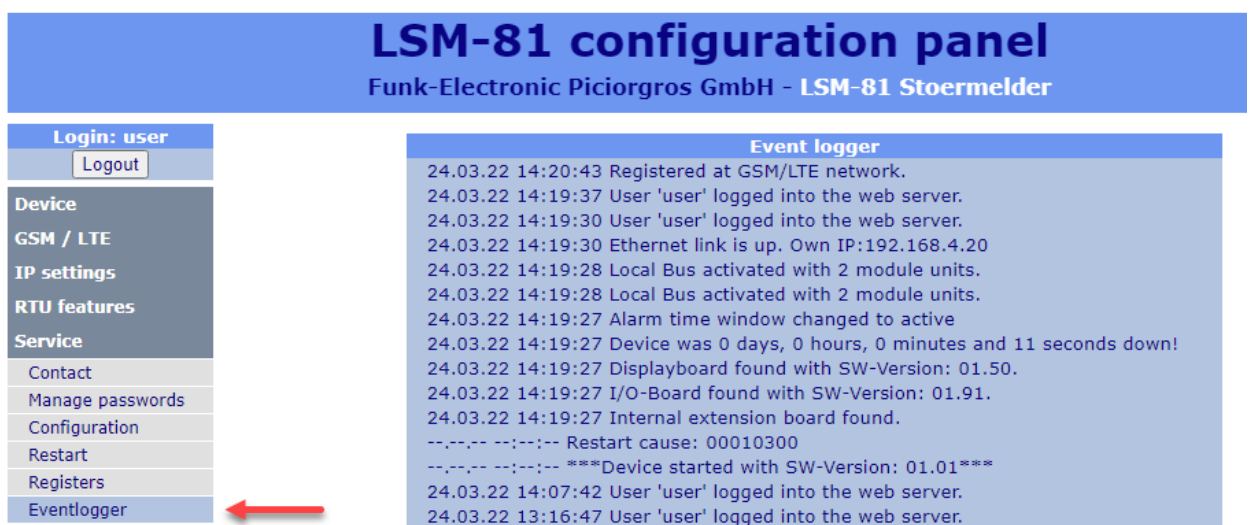 LSM-81 configuration panel
Funk-Electronic Piciorgros GmbH - LSM-81 Stoermelder
Login: user
Logout
Device
GSM / LTE
IP settings
RTU features
Service
Contact
Manage passwords
Configuration
Restart
Registers
Eventlogger
Event logger
24.03.22 14:20:43 Registered at GSM/LTE network.
24.03.22 14:19:37 User 'user' logged into the web server.
24.03.22 14:19:30 User 'user' logged into the web server.
24.03.22 14:19:30 Ethernet link is up. Own IP:192.168.4.20
24.03.22 14:19:28 Local Bus activated with 2 module units.
24.03.22 14:19:28 Local Bus activated with 2 module units.
24.03.22 14:19:27 Alarm time window changed to active
24.03.22 14:19:27 Device was 0 days, 0 hours, 0 minutes and 11 seconds down!
24.03.22 14:19:27 Displayboard found with SW-Version: 01.50.
24.03.22 14:19:27 I/O-Board found with SW-Version: 01.91.
24.03.22 14:19:27 Internal extension board found.
--.--.-- --:--:-- Restart cause: 00010300
--.--.-- --:--:-- ***Device started with SW-Version: 01.01***
24.03.22 14:07:42 User 'user' logged into the web server.
24.03.22 13:16:47 User 'user' logged into the web server.